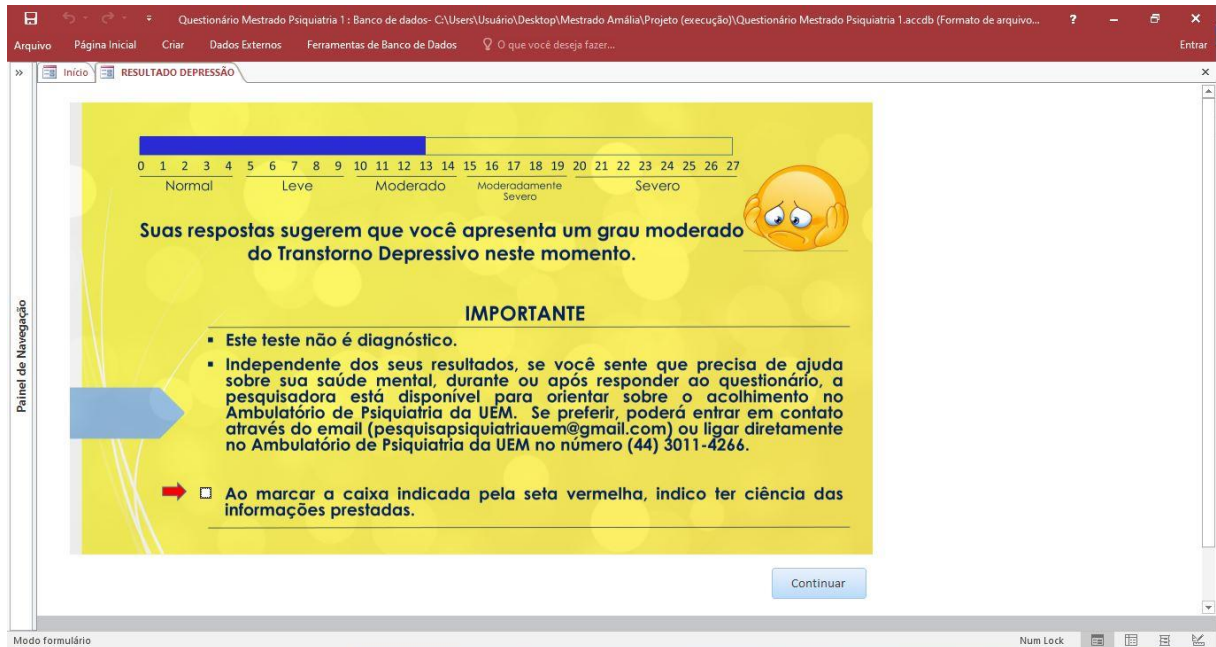 Questionário Mestrado Psiquiatria 1 : Banco de dados- C:\Users\Usuário\Desktop\Mestrado Amália\Projeto (execução)\Questionário Mestrado Psiquiatria 1.accdb (Formato de arquivo...
Arquivo Página Inicial Criar Dados Externos Ferramentas de Banco de Dados O que você deseja fazer... Entrar
Início RESULTADO DEPRESSÃO
Painel de Navegação
0 1 2 3 4 5 6 7 8 9 10 11 12 13 14 15 16 17 18 19 20 21 22 23 24 25 26 27
Normal Leve Moderado Moderadamente Severo
Severo
Suas respostas sugerem que você apresenta um grau moderado
do Transtorno Depressivo neste momento.
IMPORTANTE
▪ Este teste não é diagnóstico.
▪ Independente dos seus resultados, se você sente que precisa de ajuda
sobre sua saúde mental, durante ou após responder ao questionário, a
pesquisadora está disponível para orientar sobre o acolhimento no
Ambulatório de Psiquiatria da UEM. Se preferir, poderá entrar em contato
através do email (pesquisapsiquiatriauem@gmail.com) ou ligar diretamente
no Ambulatório de Psiquiatria da UEM no número (44) 3011-4266.
Ao marcar a caixa indicada pela seta vermelha, indico ter ciência das
informações prestadas.
Continuar
Modo formulário Num Lock